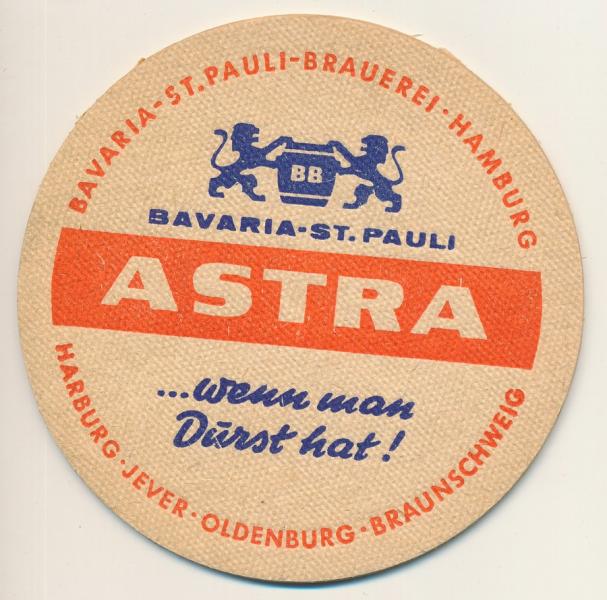 BAVARIA-ST.PAULI-BRAUEREI · HAMBURG
BB
BAVARIA-ST. PAULI
ASTRA
...wenn man
Durst hat!
HARBURG · JEVER · OLDENBURG · BRAUNSCHWEIG